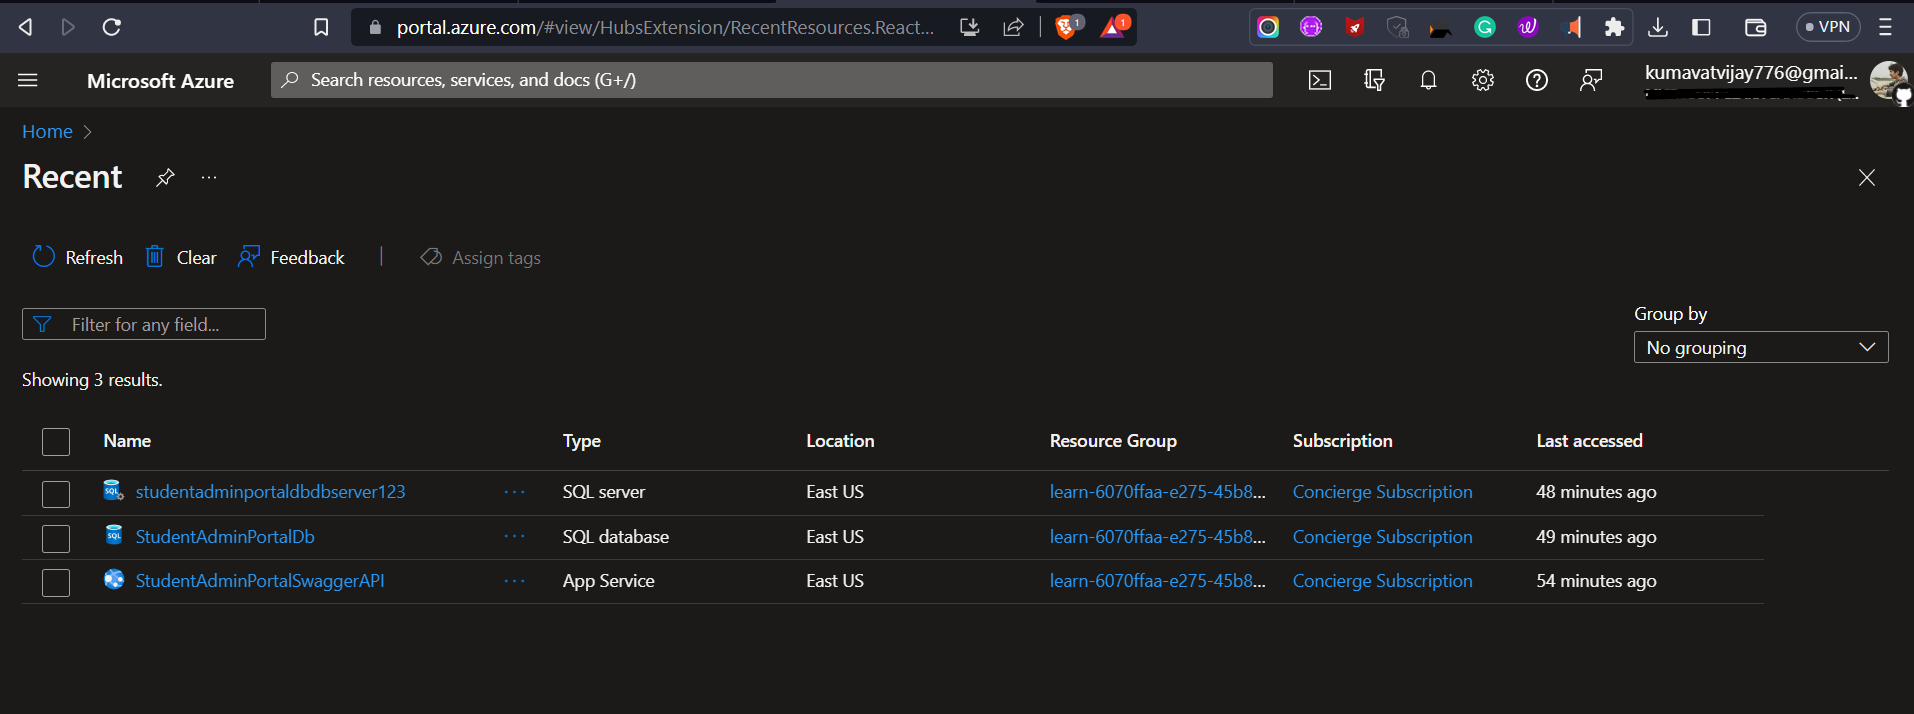 portal.azure.com/#view/HubsExtension/RecentResources.React...
1
1
VPN
Microsoft Azure
Search resources, services, and docs (G+/)
kumavatvijay776@gmai...
Home
Recent
Refresh
Clear
Feedback
Assign tags
Filter for any field...
Group by
No grouping
Showing 3 results.
Name Type Location Resource Group Subscription Last accessed
studentadminportaldbdbserver123 ... SQL server East US learn-6070ffaa-e275-45b8... Concierge Subscription 48 minutes ago
StudentAdminPortalDb ... SQL database East US learn-6070ffaa-e275-45b8... Concierge Subscription 49 minutes ago
StudentAdminPortalSwaggerAPI ... App Service East US learn-6070ffaa-e275-45b8... Concierge Subscription 54 minutes ago